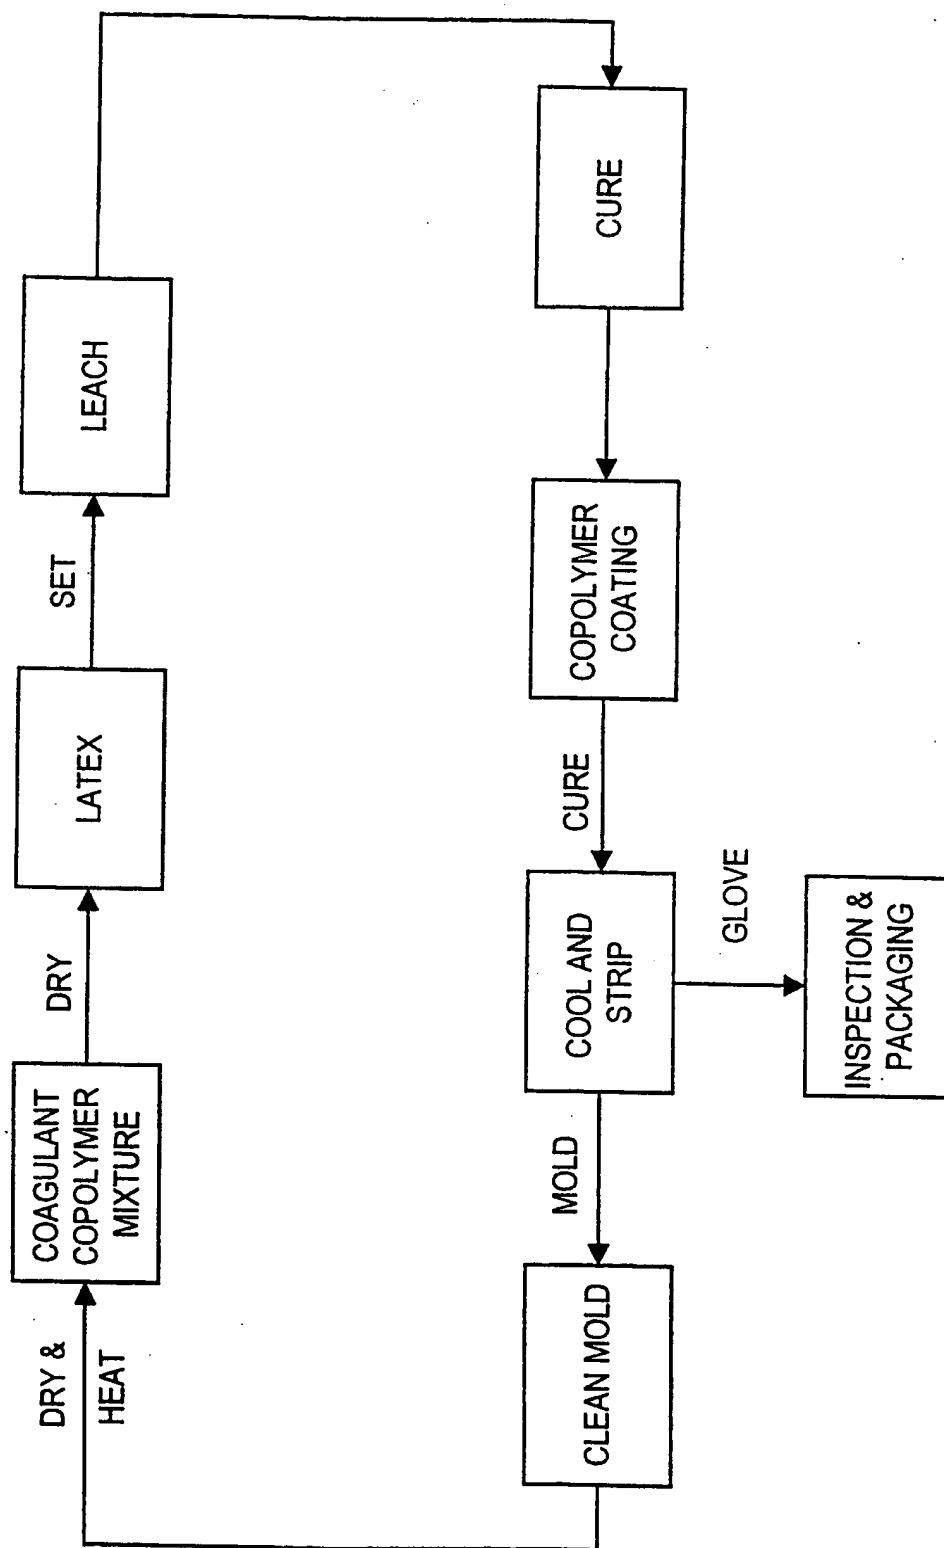 DRY &
HEAT
COAGULANT
COPOLYMER
MIXTURE
DRY
LATEX
SET
LEACH
CLEAN MOLD
MOLD
COOL AND
STRIP
CURE
COPOLYMER
COATING
CURE
GLOVE
INSPECTION &
PACKAGING